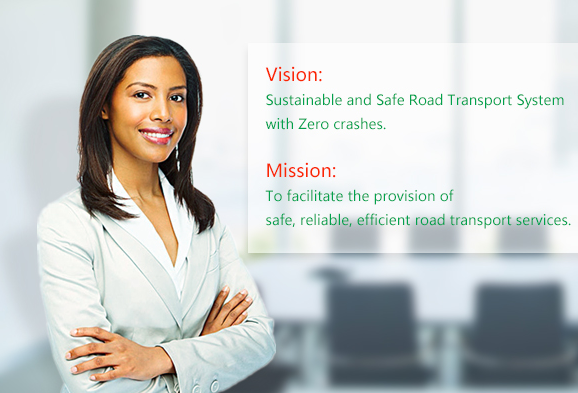 Vision:
Sustainable and Safe Road Transport System
with Zero crashes.
Mission:
To facilitate the provision of
safe, reliable, efficient road transport services.